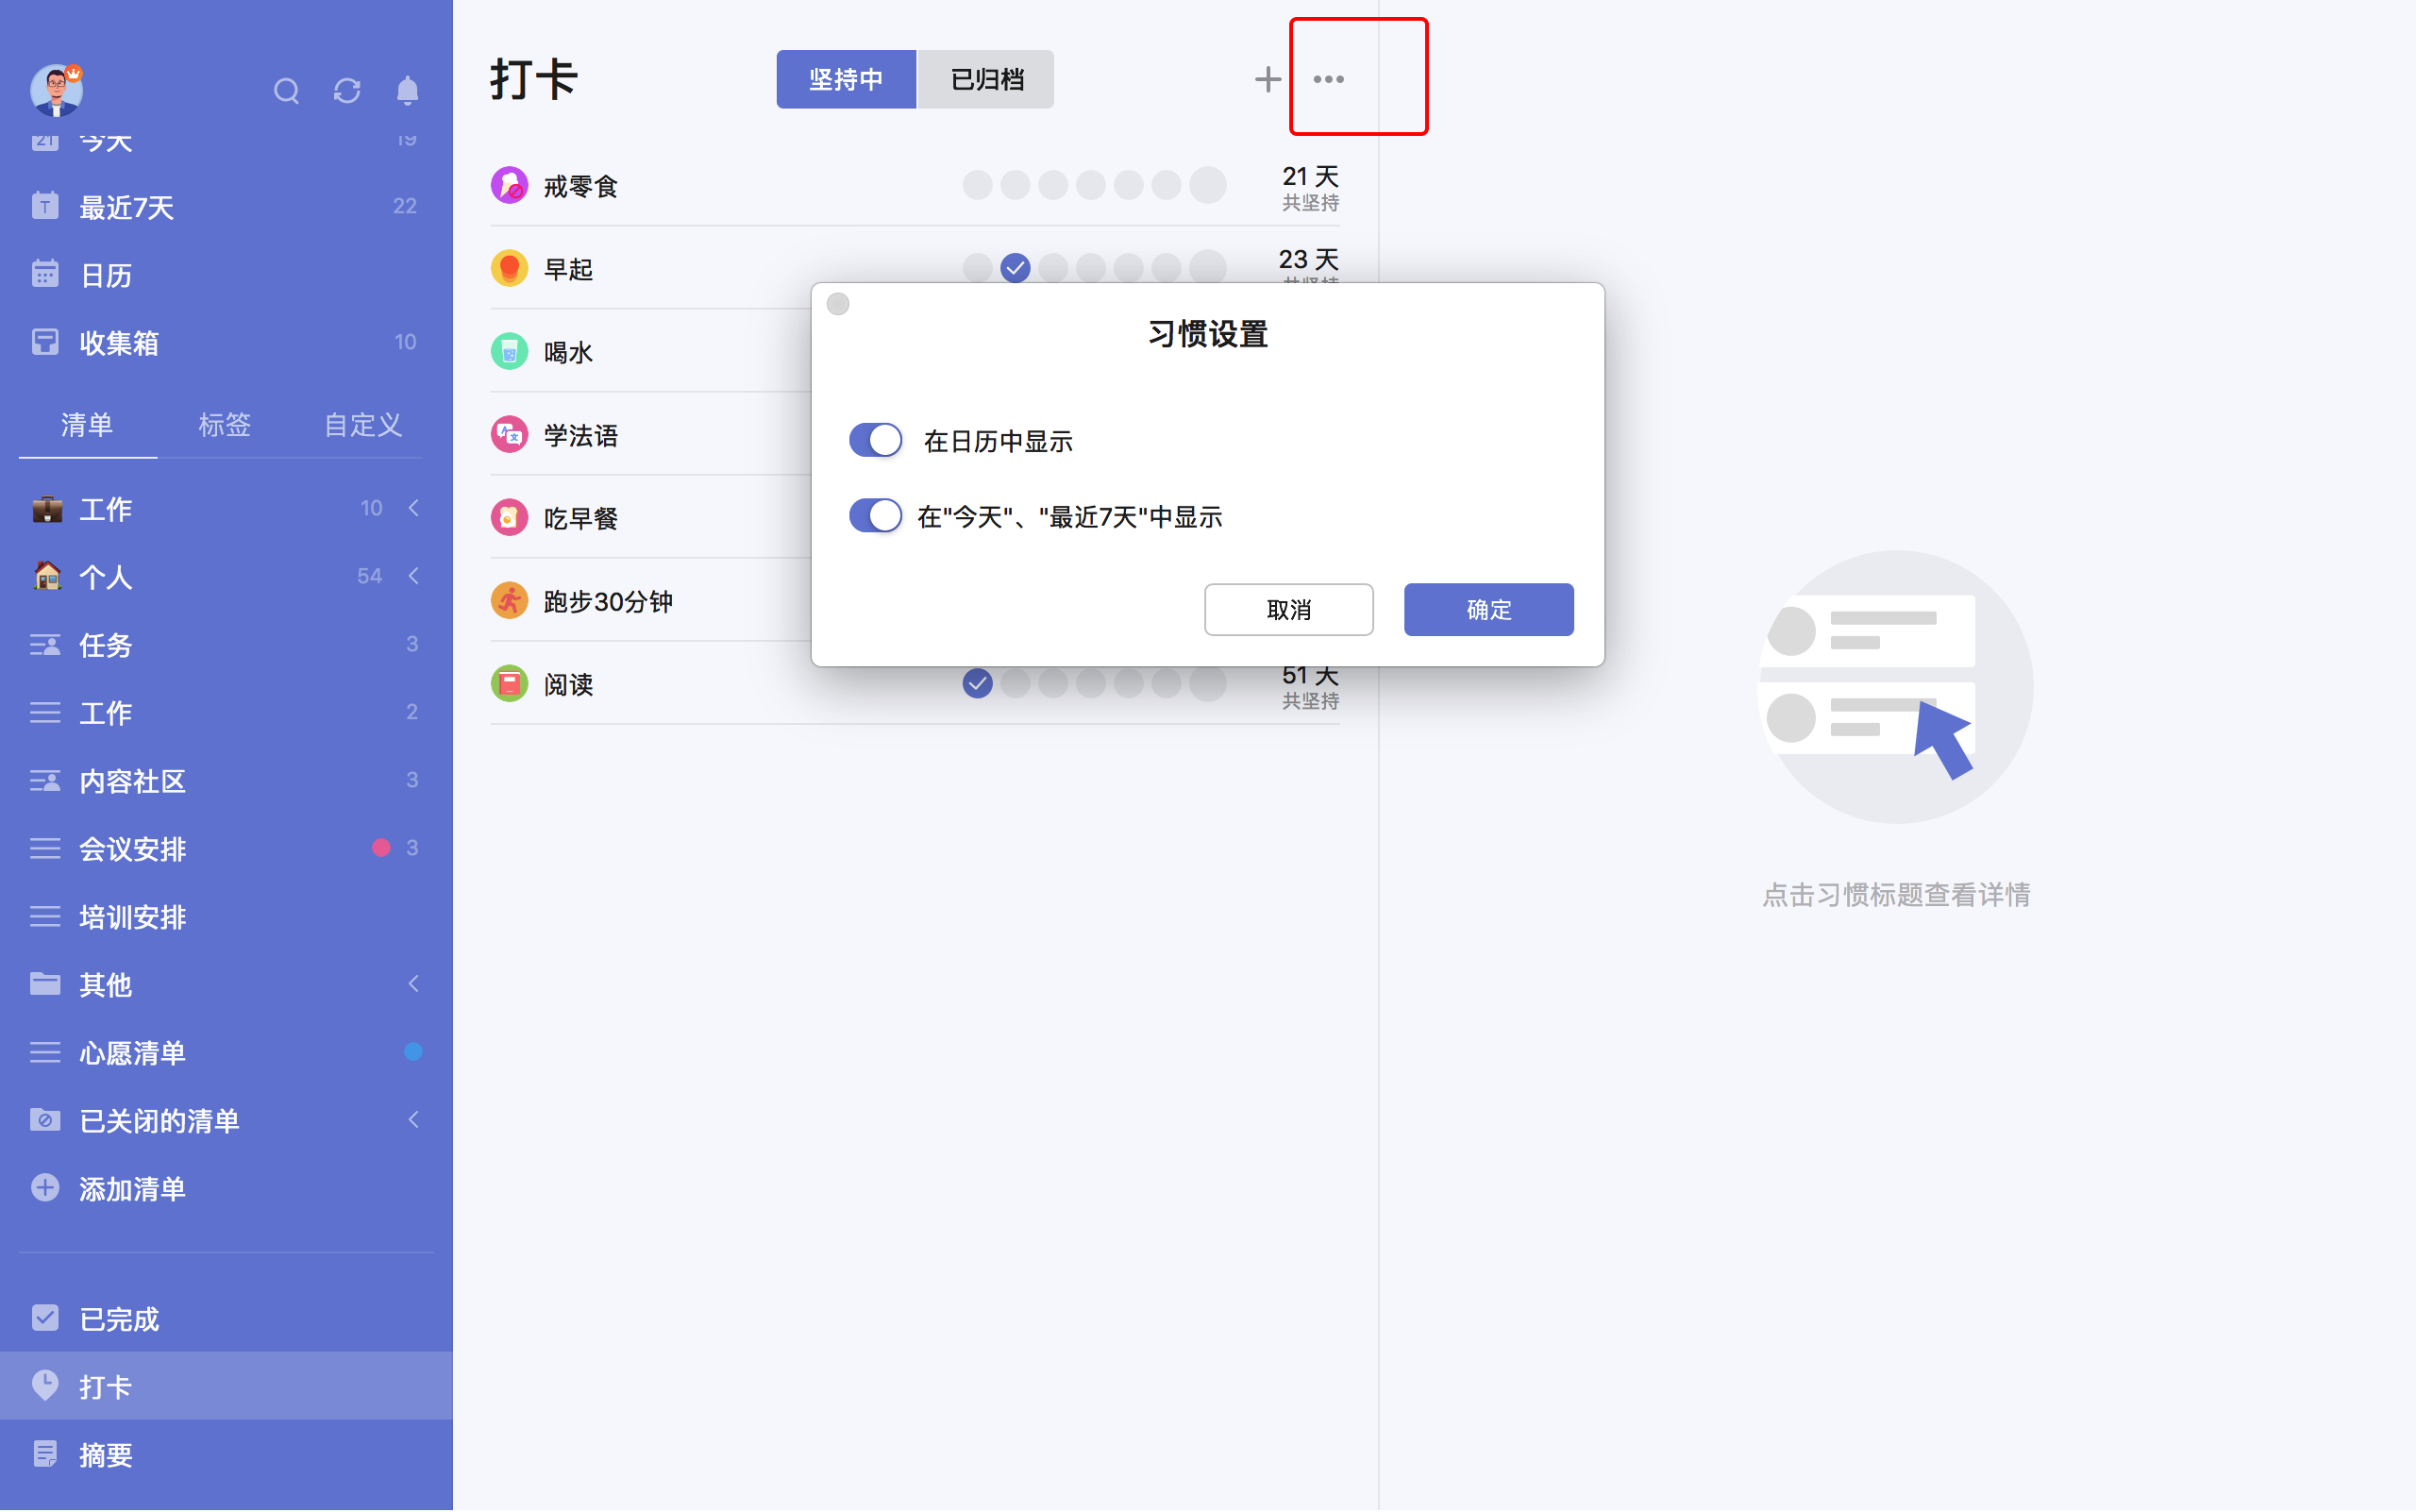 今天 19
最近7天 22
日历
收集箱 10
清单 标签 自定义
工作 10
个人 54
任务 3
工作 2
内容社区 3
会议安排 3
培训安排
其他
心愿清单
已关闭的清单
添加清单
已完成
打卡
摘要
打卡
坚持中 已归档
戒零食 21 天
共坚持
早起 23 天
共坚持
喝水
学法语
吃早餐
跑步30分钟
阅读 51 天
共坚持
习惯设置
在日历中显示
在"今天"、"最近7天"中显示
取消 确定
点击习惯标题查看详情